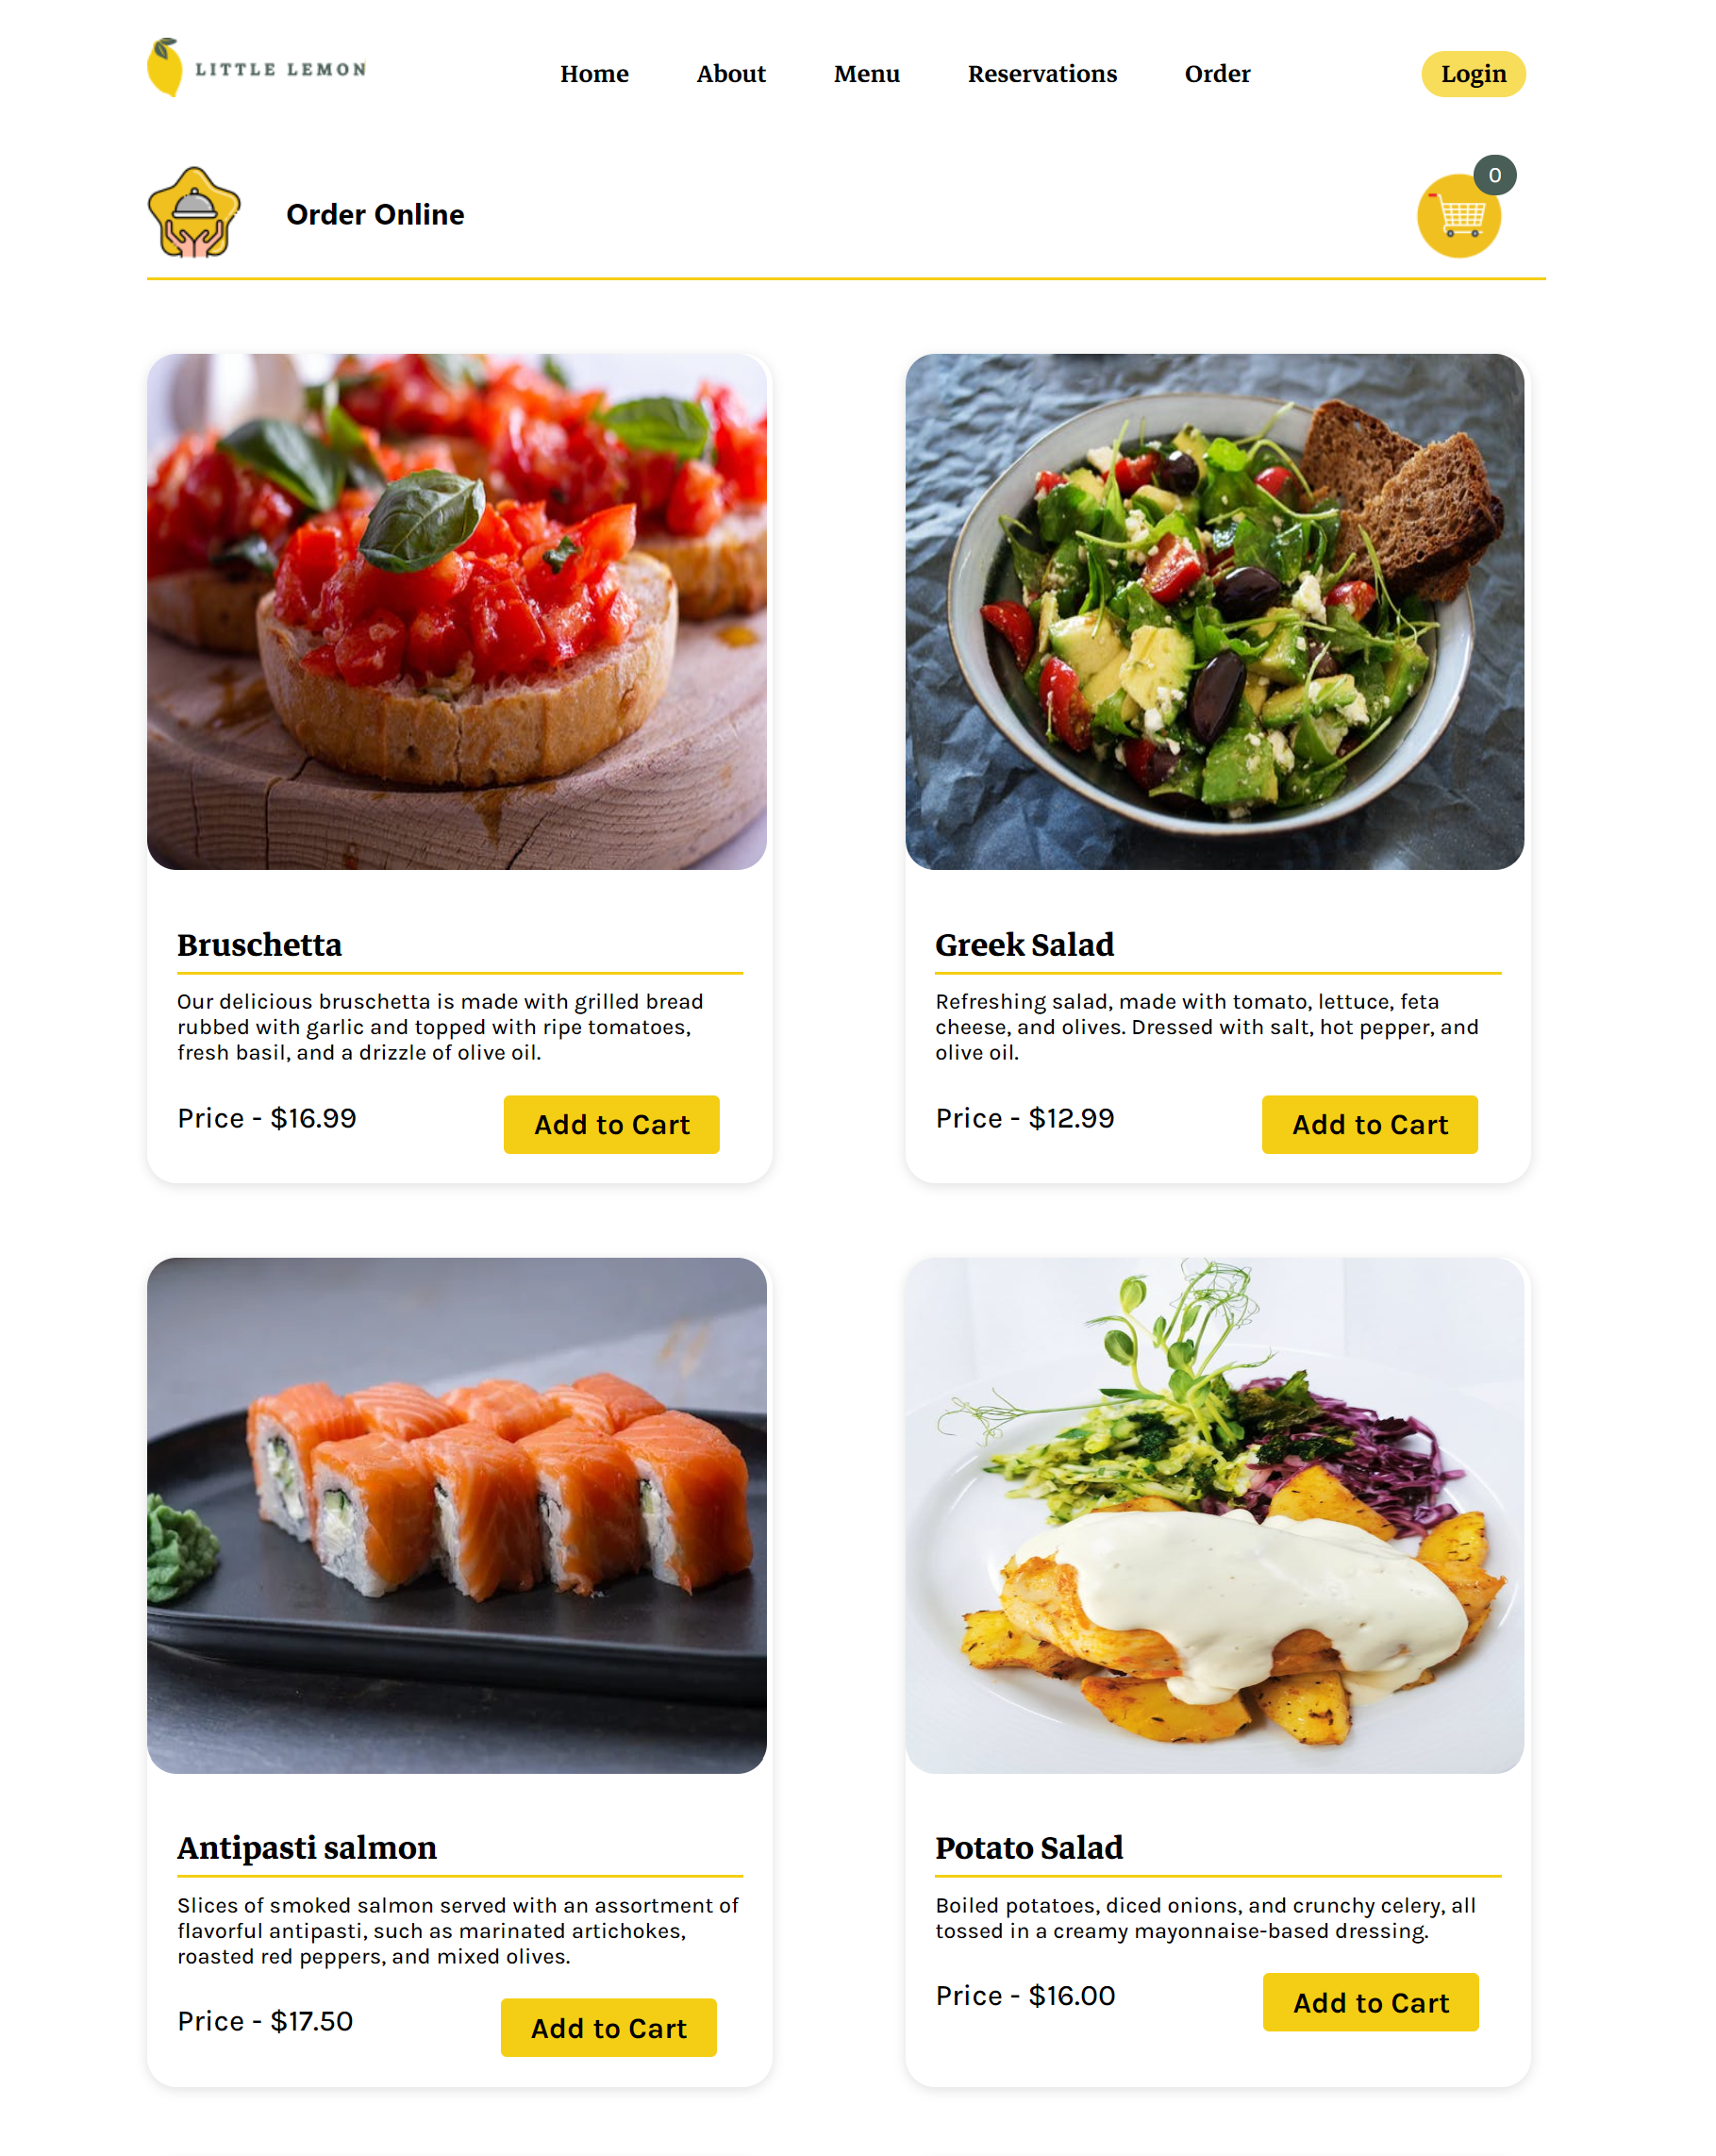 LITTLE LEMON
Home About Menu Reservations Order Login
0
Order Online
Bruschetta
Our delicious bruschetta is made with grilled bread
rubbed with garlic and topped with ripe tomatoes,
fresh basil, and a drizzle of olive oil.
Price - $16.99 Add to Cart
Greek Salad
Refreshing salad, made with tomato, lettuce, feta
cheese, and olives. Dressed with salt, hot pepper, and
olive oil.
Price - $12.99 Add to Cart
Antipasti salmon
Slices of smoked salmon served with an assortment of
flavorful antipasti, such as marinated artichokes,
roasted red peppers, and mixed olives.
Price - $17.50 Add to Cart
Potato Salad
Boiled potatoes, diced onions, and crunchy celery, all
tossed in a creamy mayonnaise-based dressing.
Price - $16.00 Add to Cart